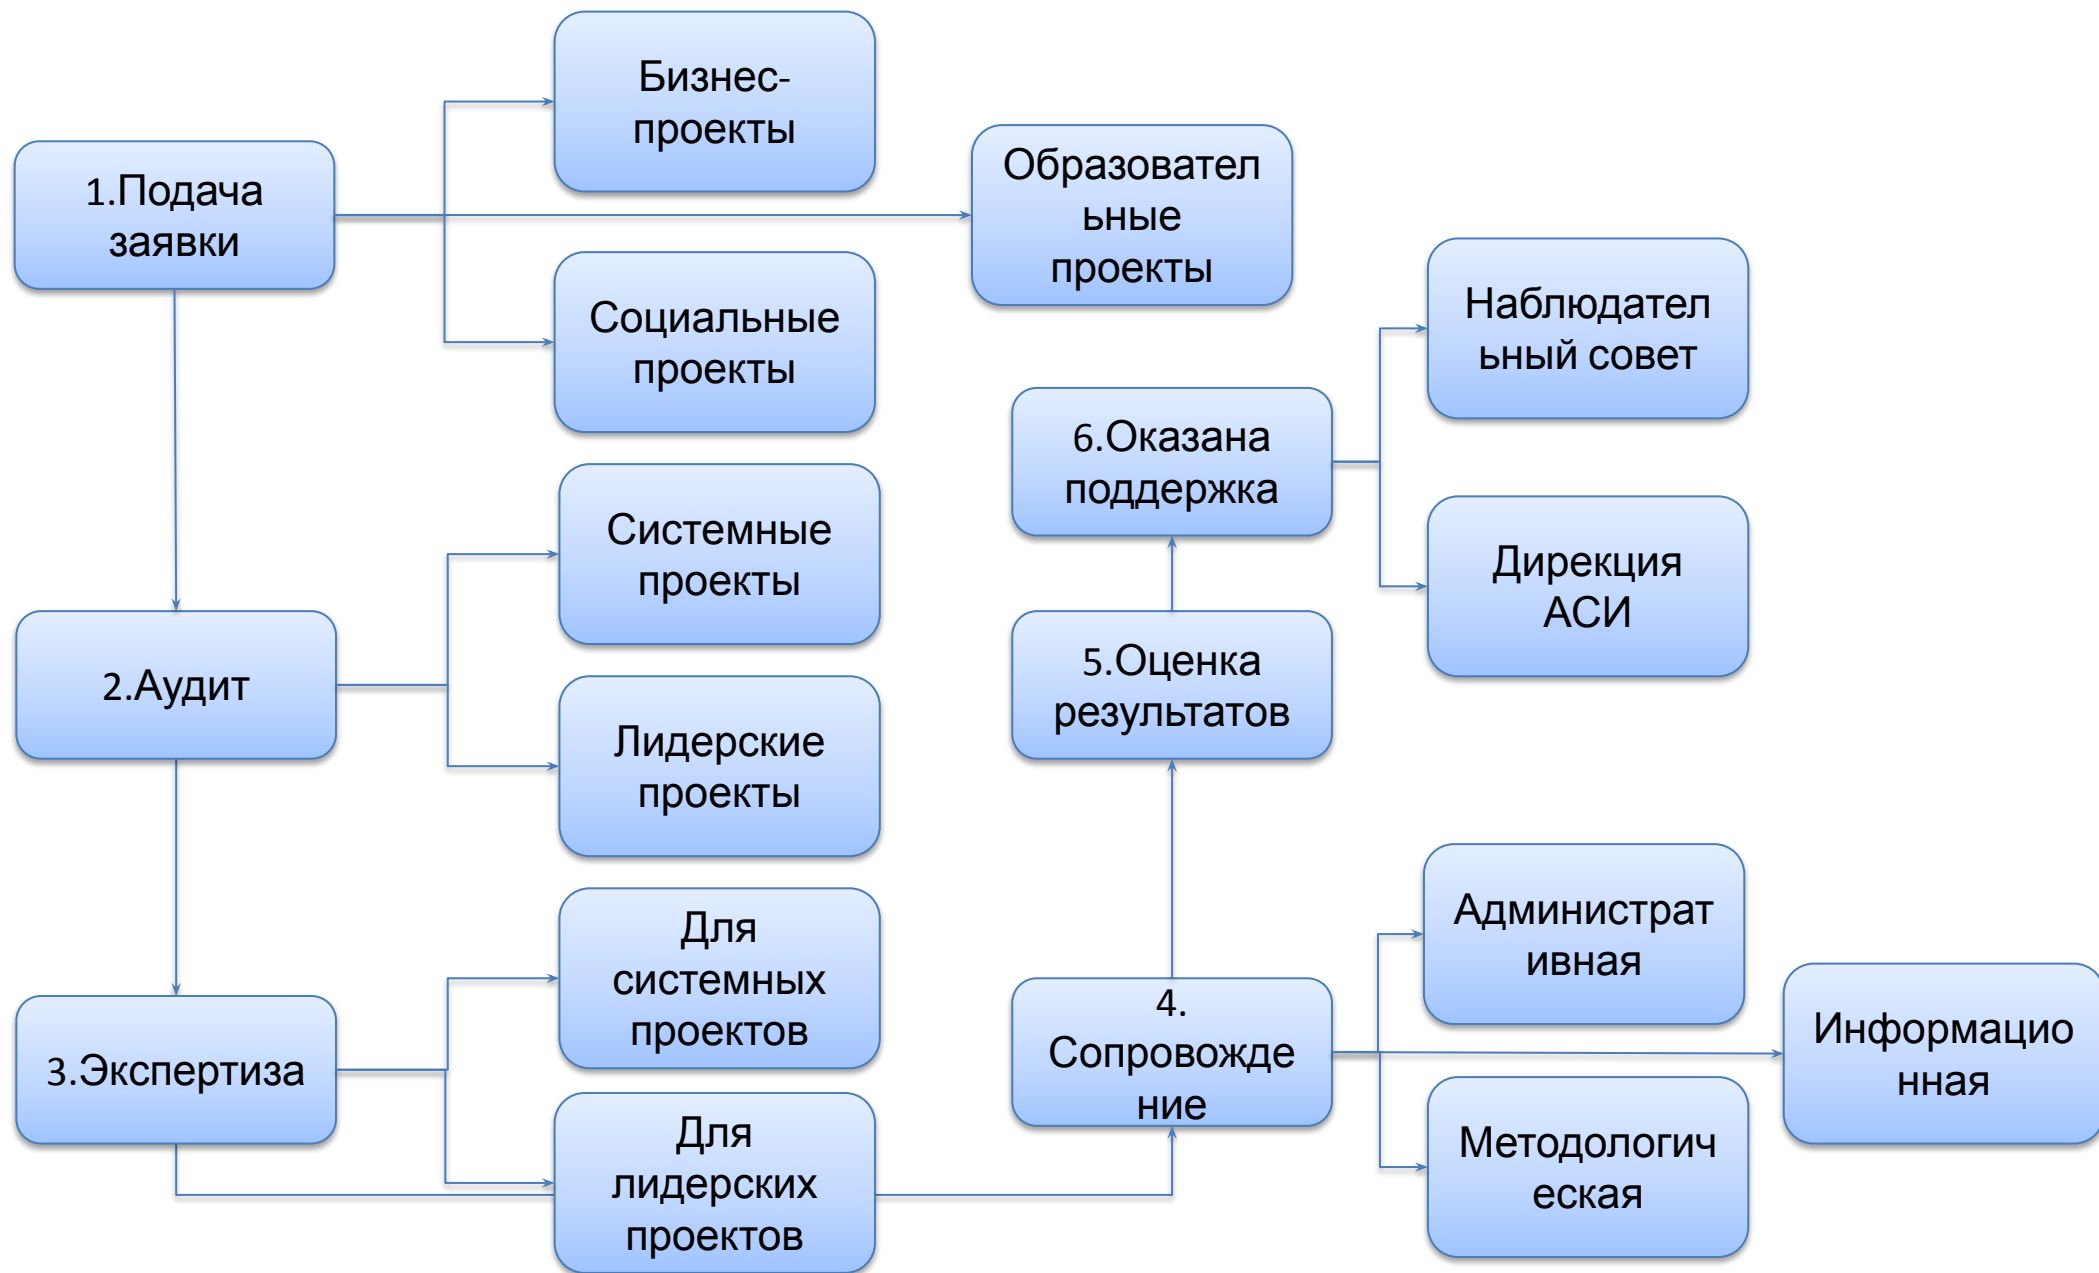 Бизнес-
проекты
1.Подача
заявки
Образовател
ьные
проекты
Социальные
проекты
Наблюдател
ьный совет
6.Оказана
поддержка
Системные
проекты
Дирекция
АСИ
2.Аудит
5.Оценка
результатов
Лидерские
проекты
Для
системных
проектов
Администрат
ивная
3.Экспертиза
4.
Сопровожде
ние
Информацио
нная
Для
лидерских
проектов
Методологич
еская